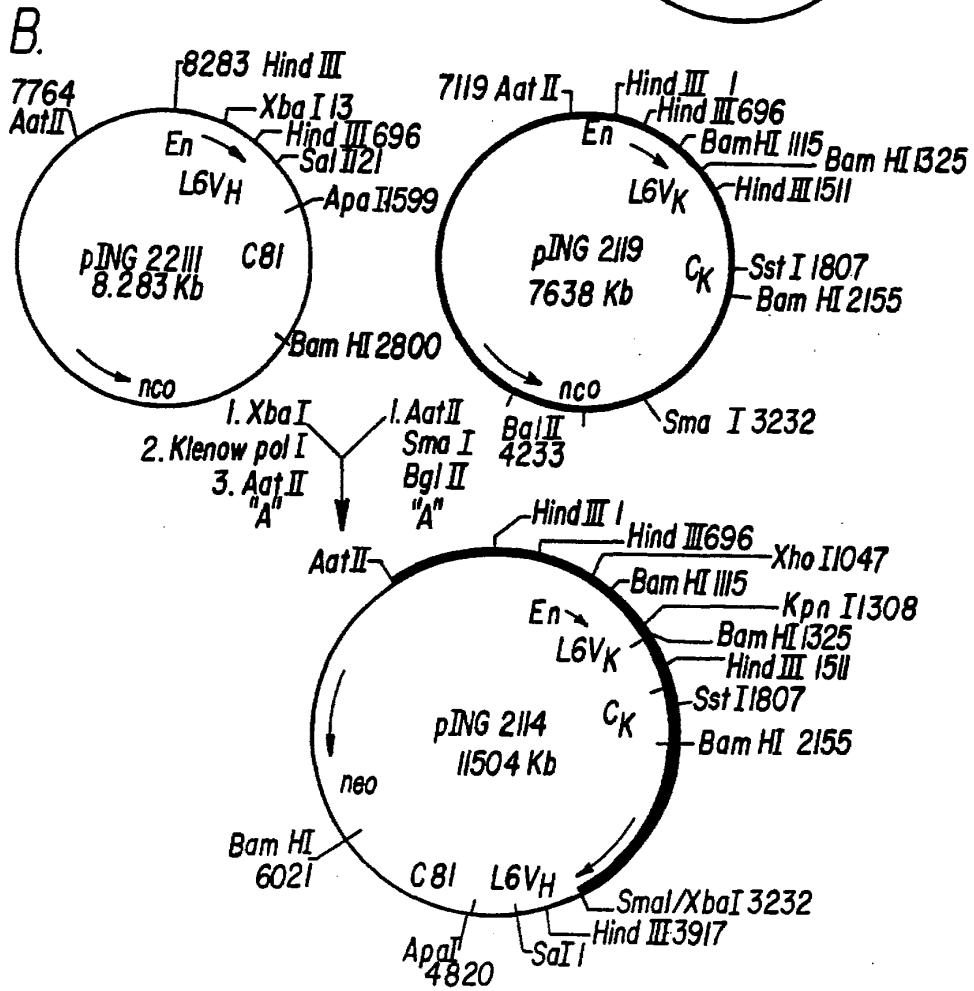 B.
8283 Hind III
7764
Aat II
Xba I 13
Hind III 696
Sal I 1121
En
L6VH
Apa I 1599
pING 22111
8.283 Kb
C81
Bam HI 2800
nco
7119 Aat II
Hind III 1
Hind III 696
En
Bam HI 1115
Bam HI 1325
L6VK
Hind III 1511
pING 2119
7638 Kb
CK
Sst I 1807
Bam HI 2155
nco
Bal II
4233
Sma I 3232
1. Xba I
2. Klenow pol I
3. Aat II
"A"
1. Aat II
Sma I
Bgl II
"A"
Hind III 1
Aat II
Hind III 696
Xho I 1047
Bam HI 1115
En
Kpn I 1308
L6VK
Bam HI 1325
Hind III 1511
CK
Sst I 1807
pING 2114
11504 Kb
Bam HI 2155
neo
Bam HI
6021
C81
L6VH
SmaI/XbaI 3232
Hind III 3917
Sal I
Apa I
4820